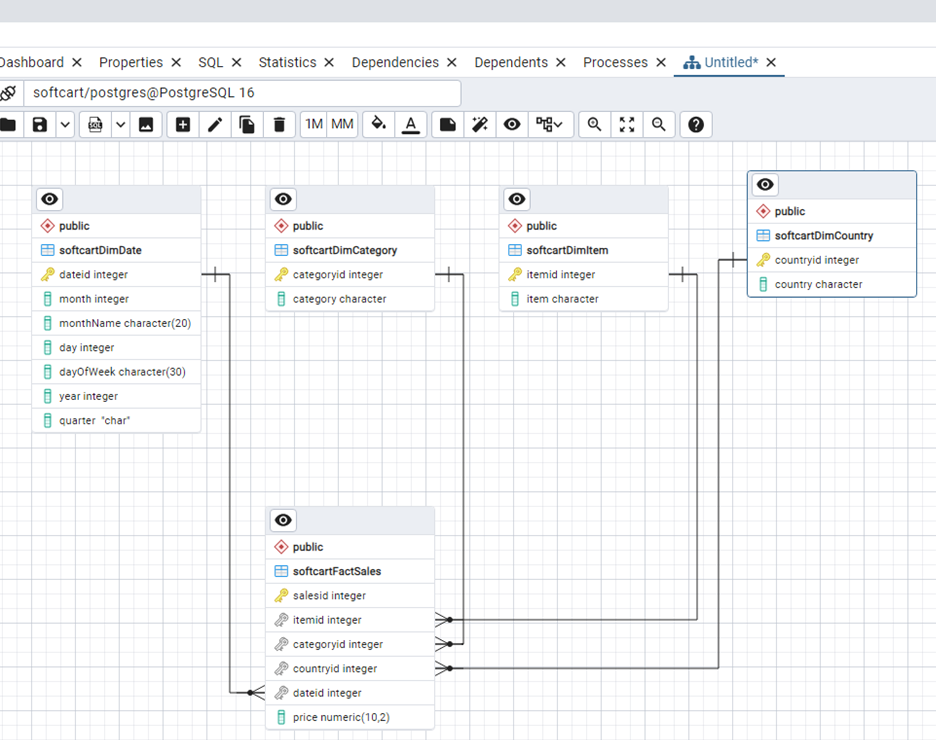 Dashboard × Properties × SQL × Statistics × Dependencies × Dependents × Processes × Untitled* ×
softcart/postgres@PostgreSQL 16
SQL 1M MM A
public
softcartDimDate
dateid integer
month integer
monthName character(20)
day integer
dayOfWeek character(30)
year integer
quarter "char"
public
softcartDimCategory
categoryid integer
category character
public
softcartDimItem
itemid integer
item character
public
softcartDimCountry
countryid integer
country character
public
softcartFactSales
salesid integer
itemid integer
categoryid integer
countryid integer
dateid integer
price numeric(10,2)